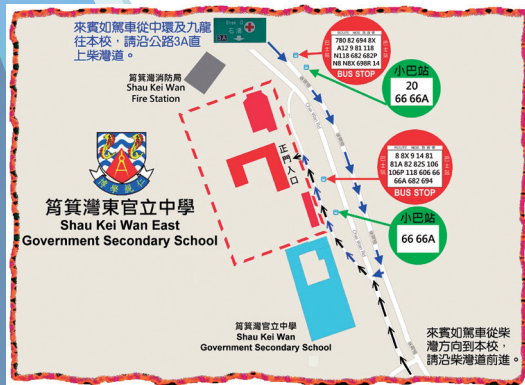 來賓如駕車從中環及九龍
往本校，請沿公路3A直
上柴灣道。
3A
780 82 694 8X
A12 9 81 118
N118 682 682P
N8 N8X 698R 14
BUS STOP
小巴站
20
66 66A
筲箕灣消防局
Shau Kei Wan
Fire Station
Chai Wan Rd
正門入口
8 8X 9 14 81
81A 82 82S 106
106P 118 606 66
66A 682 694
BUS STOP
小巴站
66 66A
筲箕灣東官立中學
Shau Kei Wan East
Government Secondary School
筲箕灣官立中學
Shau Kei Wan
Government Secondary School
來賓如駕車從柴
灣方向到本校，
請沿柴灣道前進。